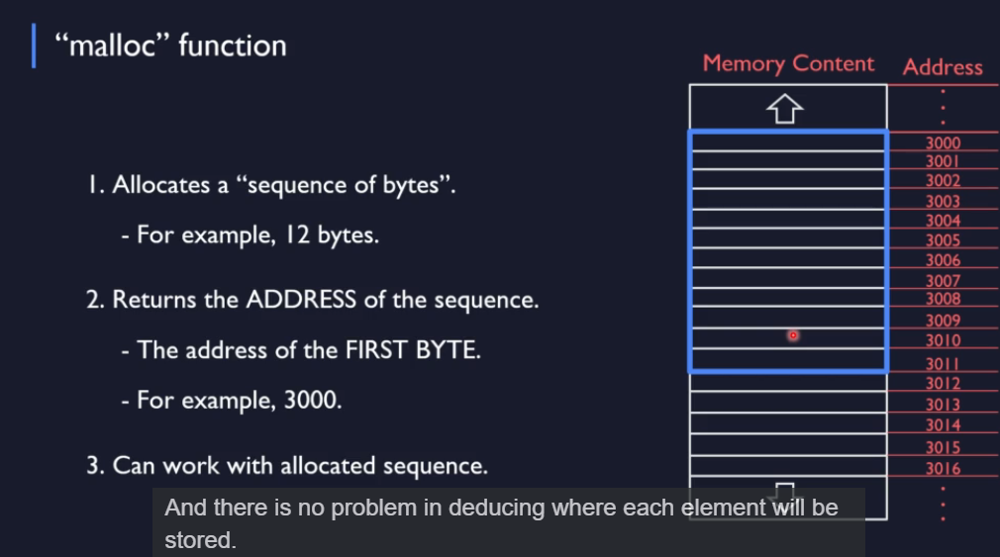 “malloc” function
1. Allocates a “sequence of bytes”.
- For example, 12 bytes.
2. Returns the ADDRESS of the sequence.
- The address of the FIRST BYTE.
- For example, 3000.
3. Can work with allocated sequence.
Memory Content Address
3000
3001
3002
3003
3004
3005
3006
3007
3008
3009
3010
3011
3012
3013
3014
3015
3016
And there is no problem in deducing where each element will be
stored.